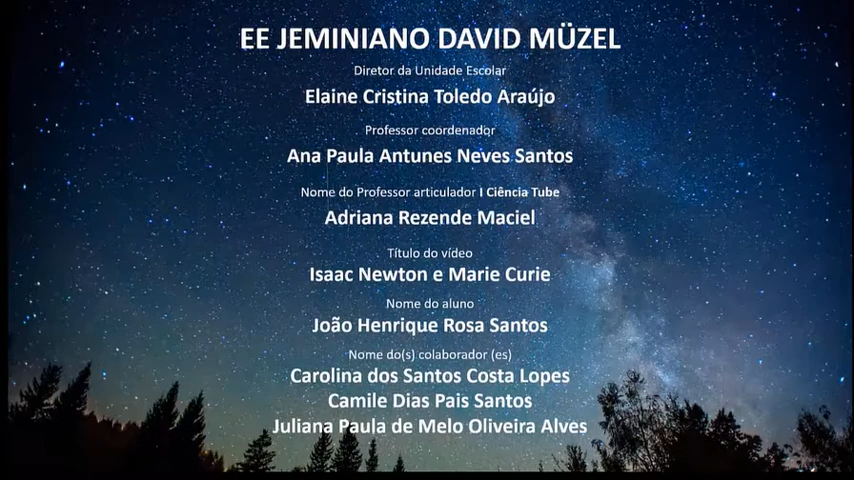 EE JEMINIANO DAVID MÜZEL
Diretor da Unidade Escolar
Elaine Cristina Toledo Araújo
Professor coordenador
Ana Paula Antunes Neves Santos
Nome do Professor articulador I Ciência Tube
Adriana Rezende Maciel
Título do vídeo
Isaac Newton e Marie Curie
Nome do aluno
João Henrique Rosa Santos
Nome do(s) colaborador (es)
Carolina dos Santos Costa Lopes
Camile Dias Pais Santos
Juliana Paula de Melo Oliveira Alves